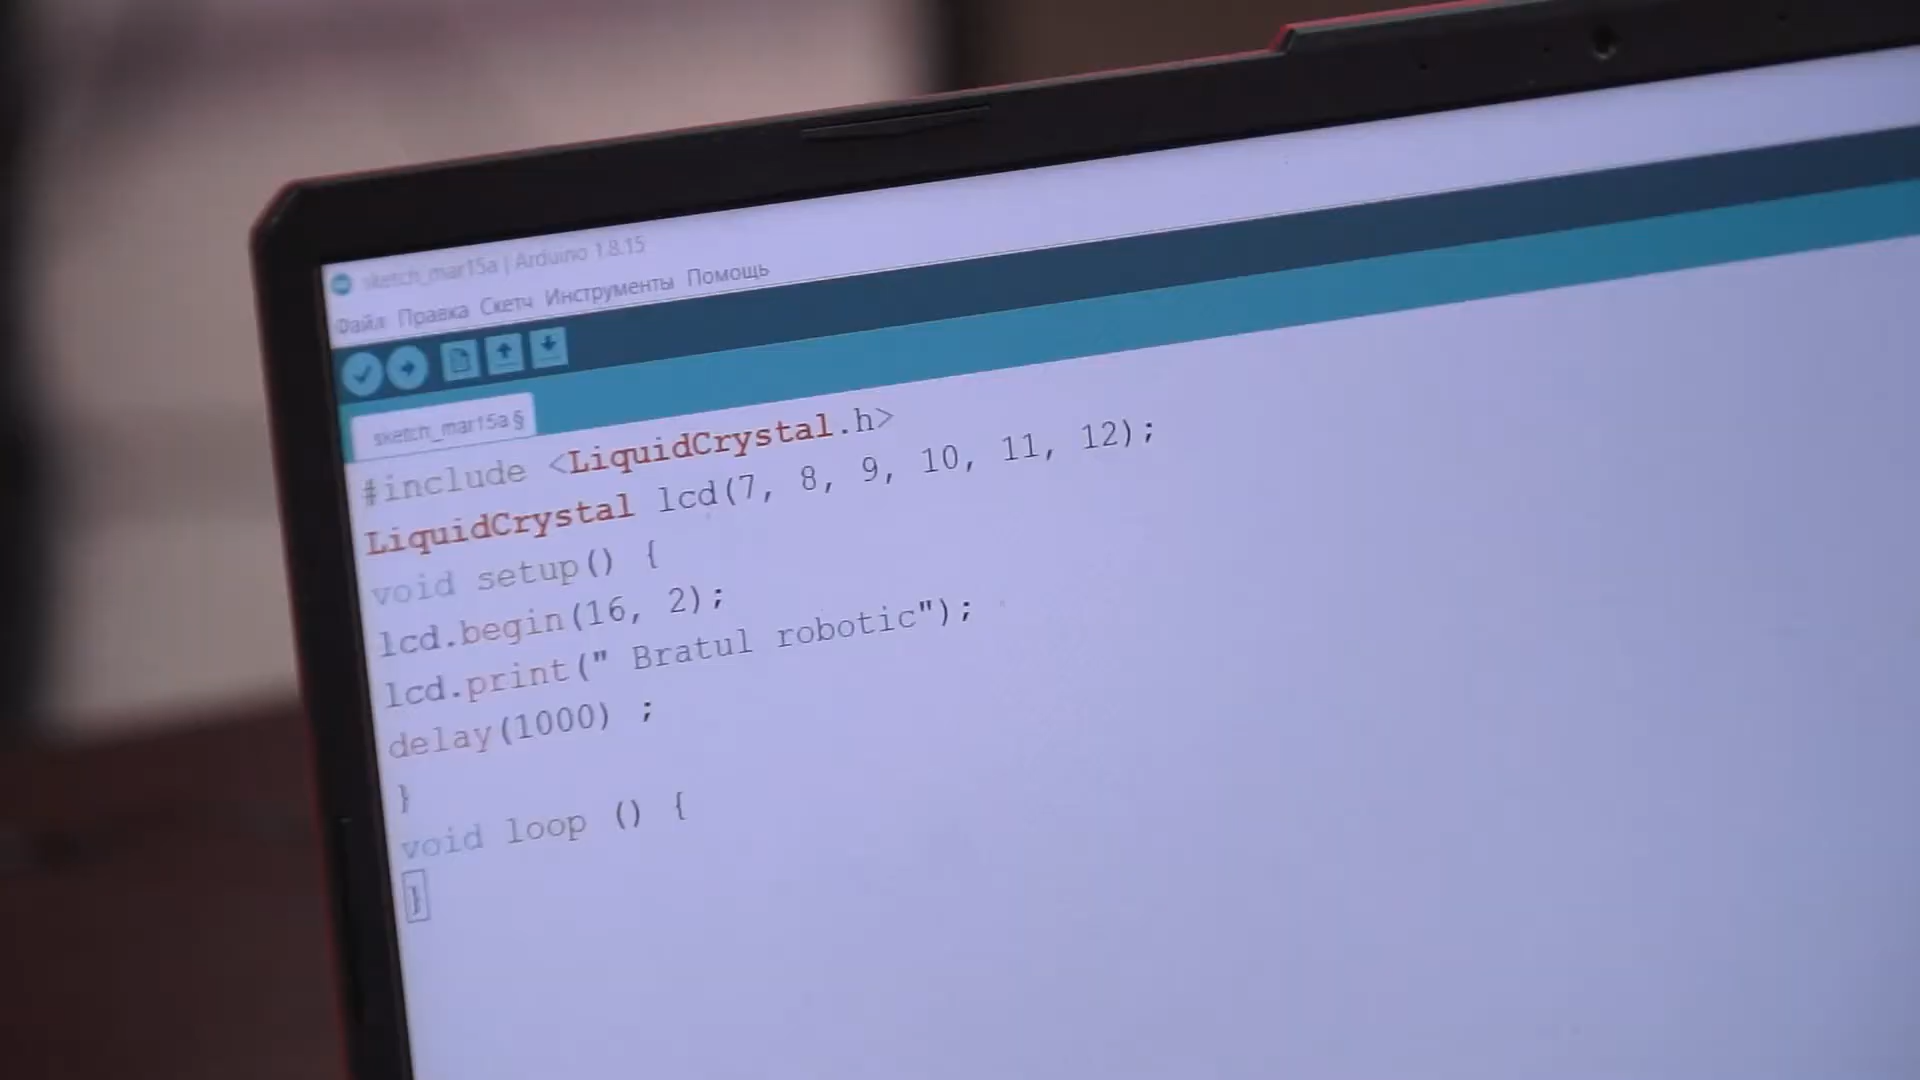 sketch_mar15a | Arduino 1.8.15
Файл Правка Скетч Инструменты Помощь
sketch_mar15a §
#include <LiquidCrystal.h>
LiquidCrystal lcd(7, 8, 9, 10, 11, 12);
void setup() {
lcd.begin(16, 2);
lcd.print(" Bratul robotic");
delay(1000) ;
}
void loop () {
}